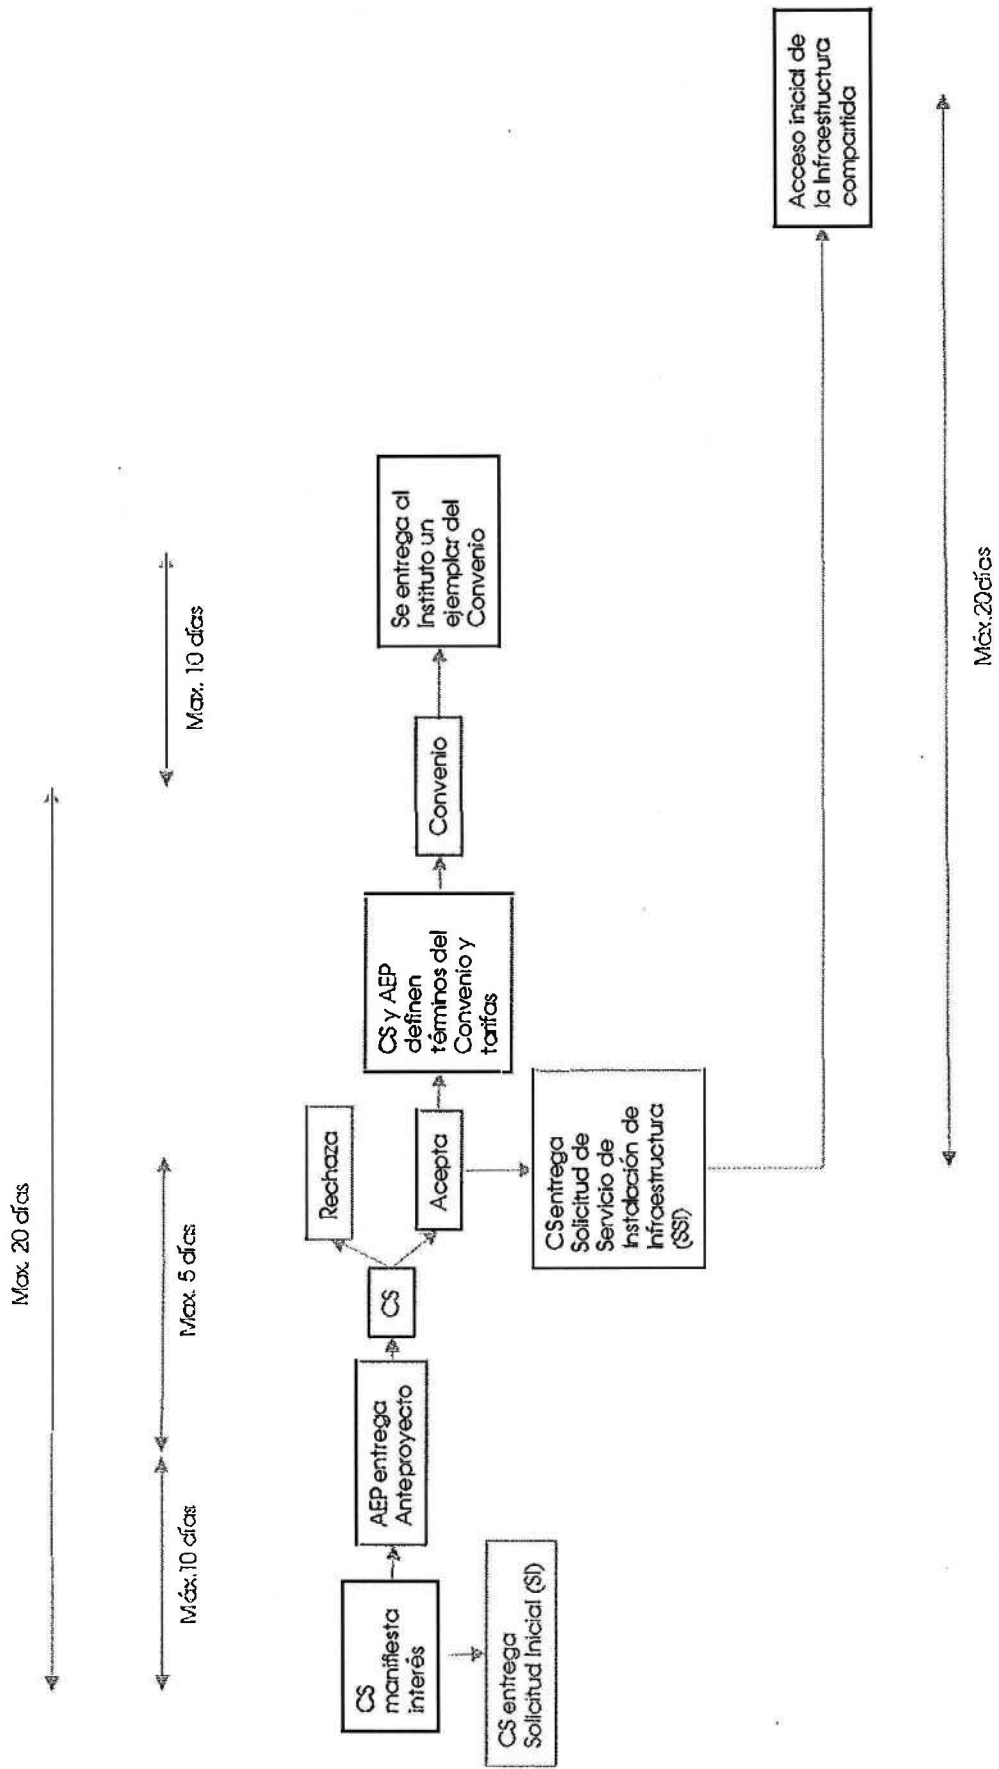 Max. 20 días
Máx.10 días
Max. 5 días
Max. 10 días
CS
manifiesta
interés
CS entrega
Solicitud Inicial (SI)
AEP entrega
Anteproyecto
CS
Rechaza
Acepta
CS entrega
Solicitud de
Servicio de
Instalación de
Infraestructura
(SSI)
CS y AEP
definen
términos del
Convenio y
tarifas
Convenio
Se entrega al
Instituto un
ejemplar del
Convenio
Acceso inicial de
la Infraestructura
compartida
Máx.20días